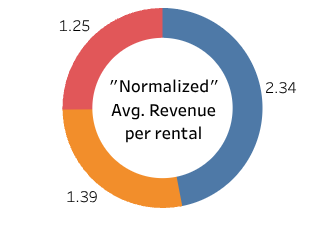 1.25
2.34
"Normalized"
Avg. Revenue
per rental
1.39